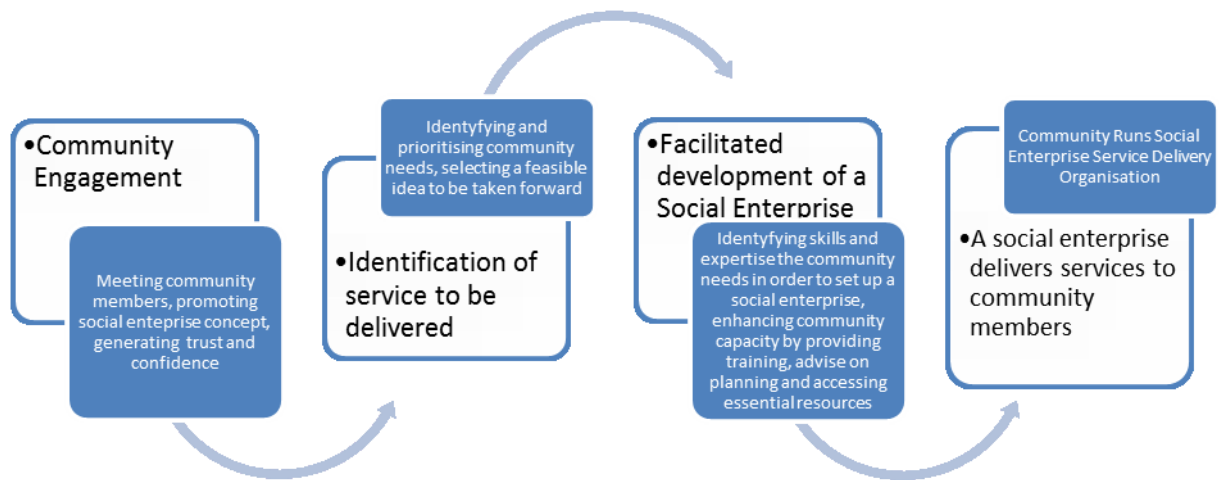 •Community
Engagement
Meeting community
members, promoting
social enteprise concept,
generating trust and
confidence
Identyfying and
prioritising community
needs, selecting a feasible
idea to be taken forward
•Identification of
service to be
delivered
•Facilitated
development of a
Social Enterprise
Identyfying skills and
expertise the community
needs in order to set up a
social enterprise,
enhancing community
capacity by providing
training, advise on
planning and accessing
essential resources
Community Runs Social
Enterprise Service Delivery
Organisation
•A social enterprise
delivers services to
community
members